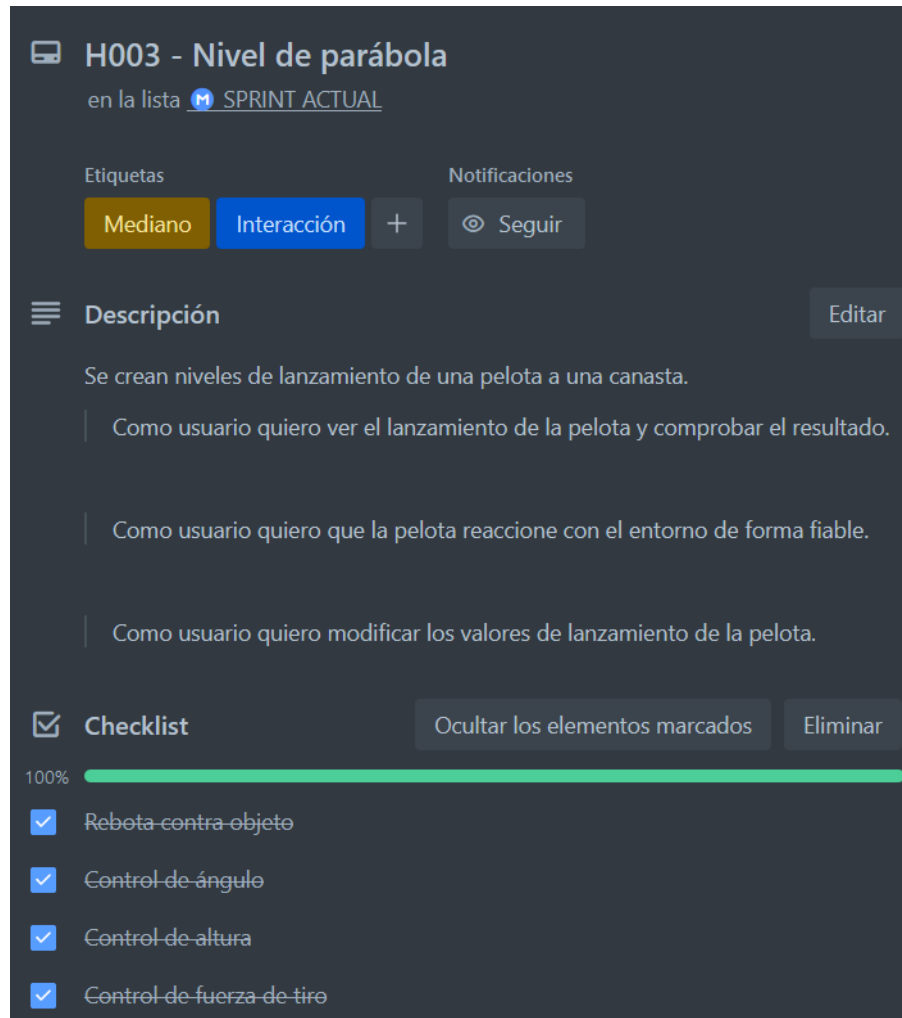 H003 - Nivel de parábola
en la lista M SPRINT ACTUAL
Etiquetas Notificaciones
Mediano Interacción + Seguir
Descripción Editar
Se crean niveles de lanzamiento de una pelota a una canasta.
Como usuario quiero ver el lanzamiento de la pelota y comprobar el resultado.
Como usuario quiero que la pelota reaccione con el entorno de forma fiable.
Como usuario quiero modificar los valores de lanzamiento de la pelota.
Checklist Ocultar los elementos marcados Eliminar
100%
Rebota contra objeto
Control de ángulo
Control de altura
Control de fuerza de tiro